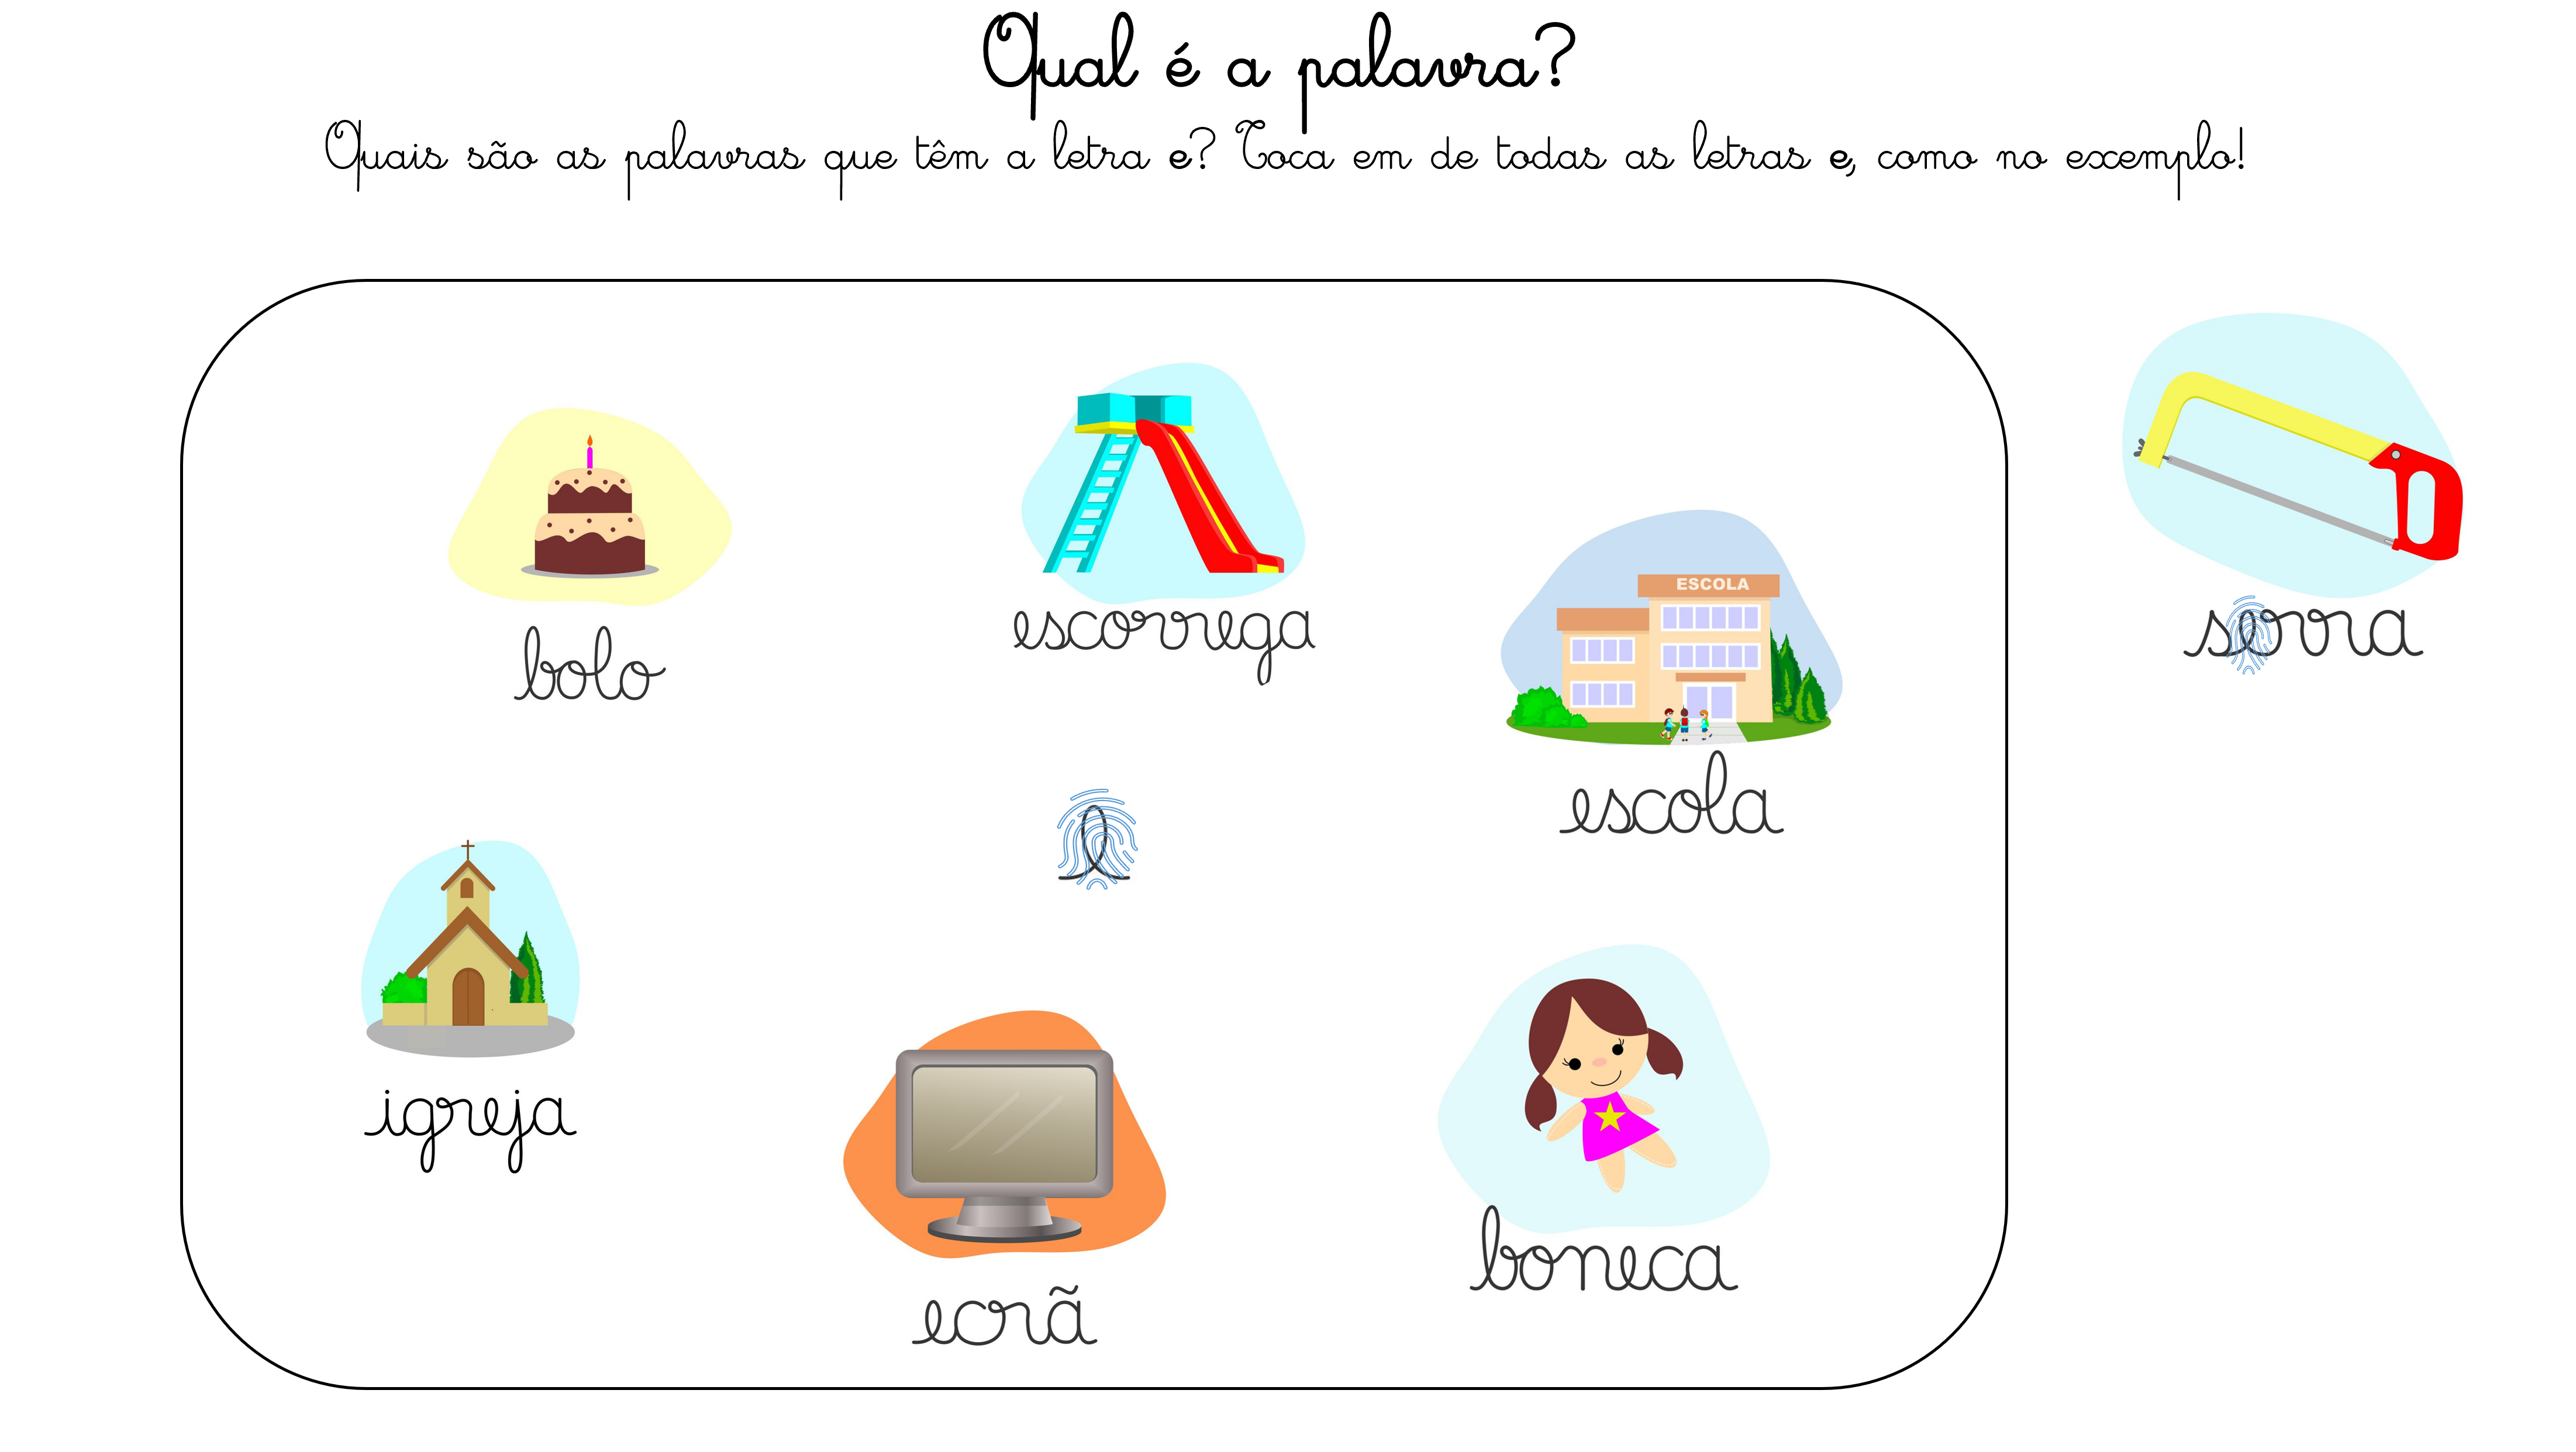 Qual é a palavra?
Quais são as palavras que têm a letra e? Toca em de todas as letras e, como no exemplo!
bolo
escorrega
ESCOLA
escola
serra
e
igreja
ecrã
boneca